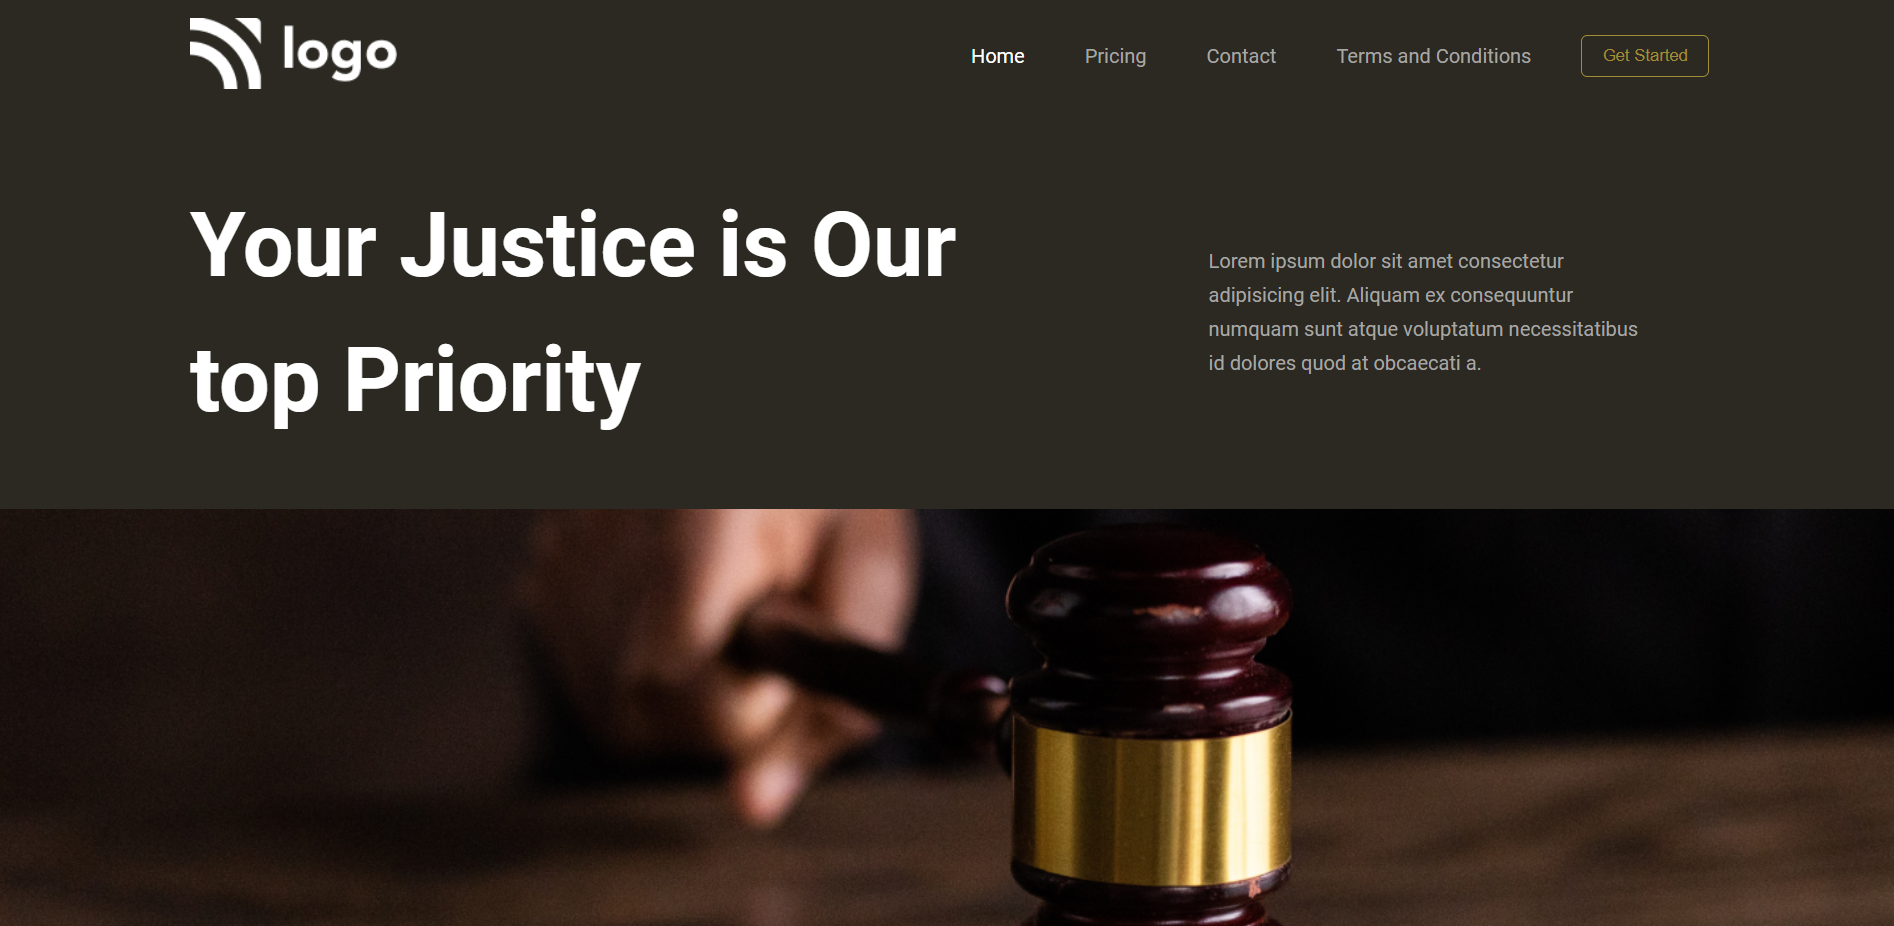 logo
Home
Pricing
Contact
Terms and Conditions
Get Started
Your Justice is Our
top Priority
Lorem ipsum dolor sit amet consectetur
adipisicing elit. Aliquam ex consequuntur
numquam sunt atque voluptatum necessitatibus
id dolores quod at obcaecati a.